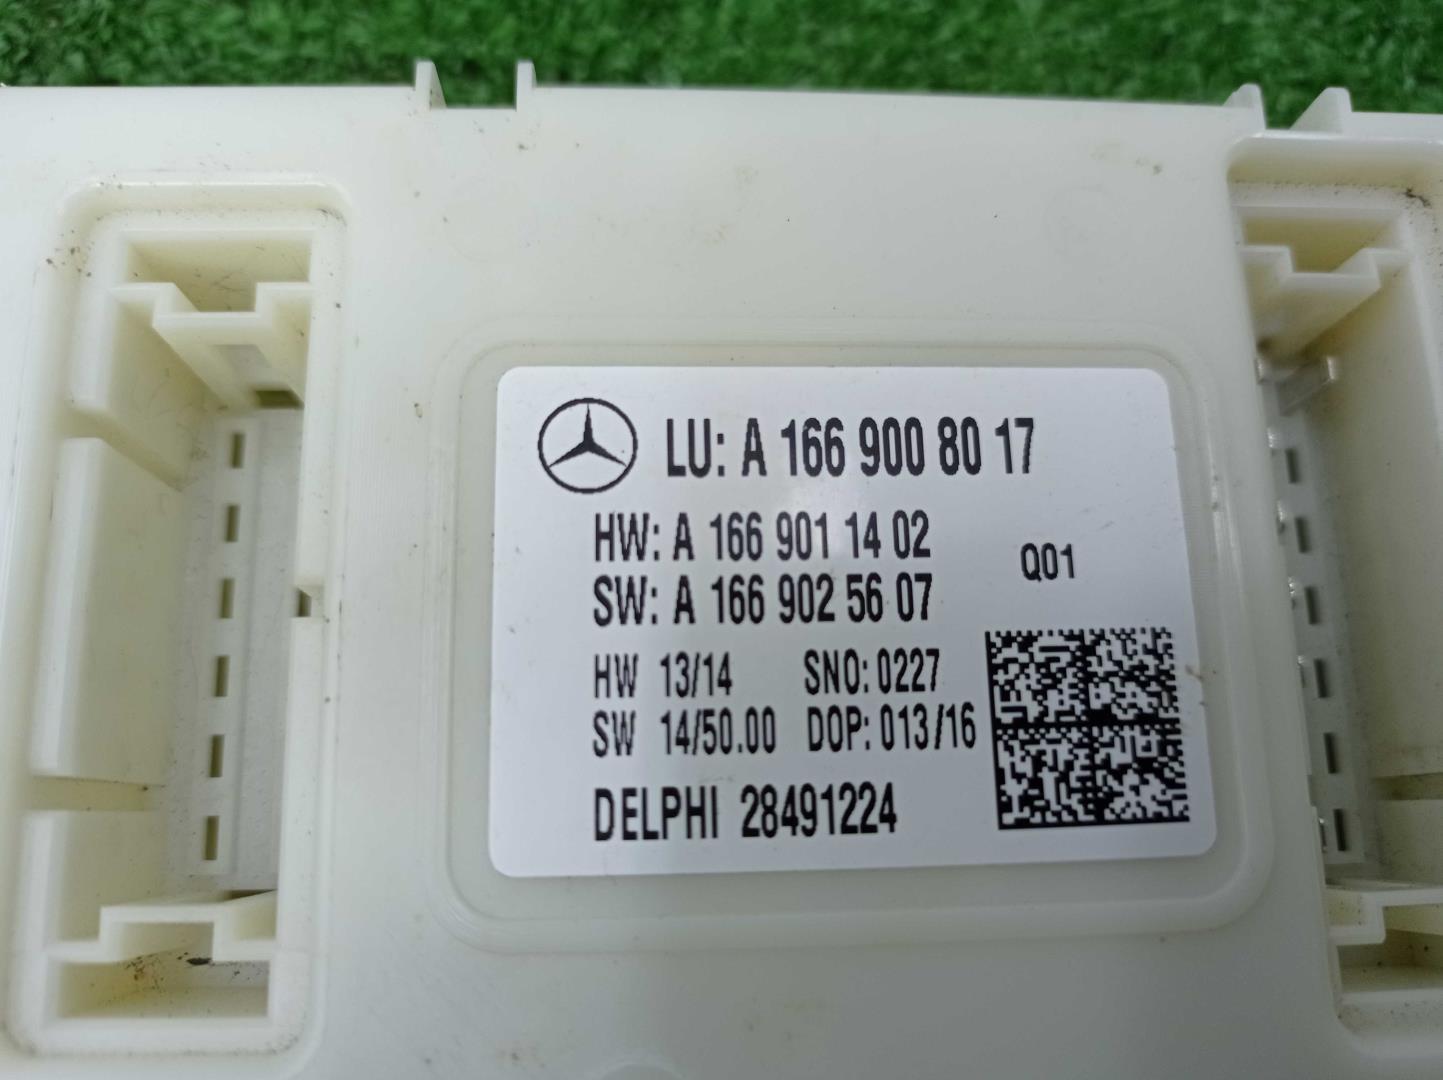 LU: A 166 900 80 17
HW: A 166 901 14 02
SW: A 166 902 56 07
Q01
HW 13/14 SNO: 0227
SW 14/50.00 DOP: 013/16
DELPHI 28491224